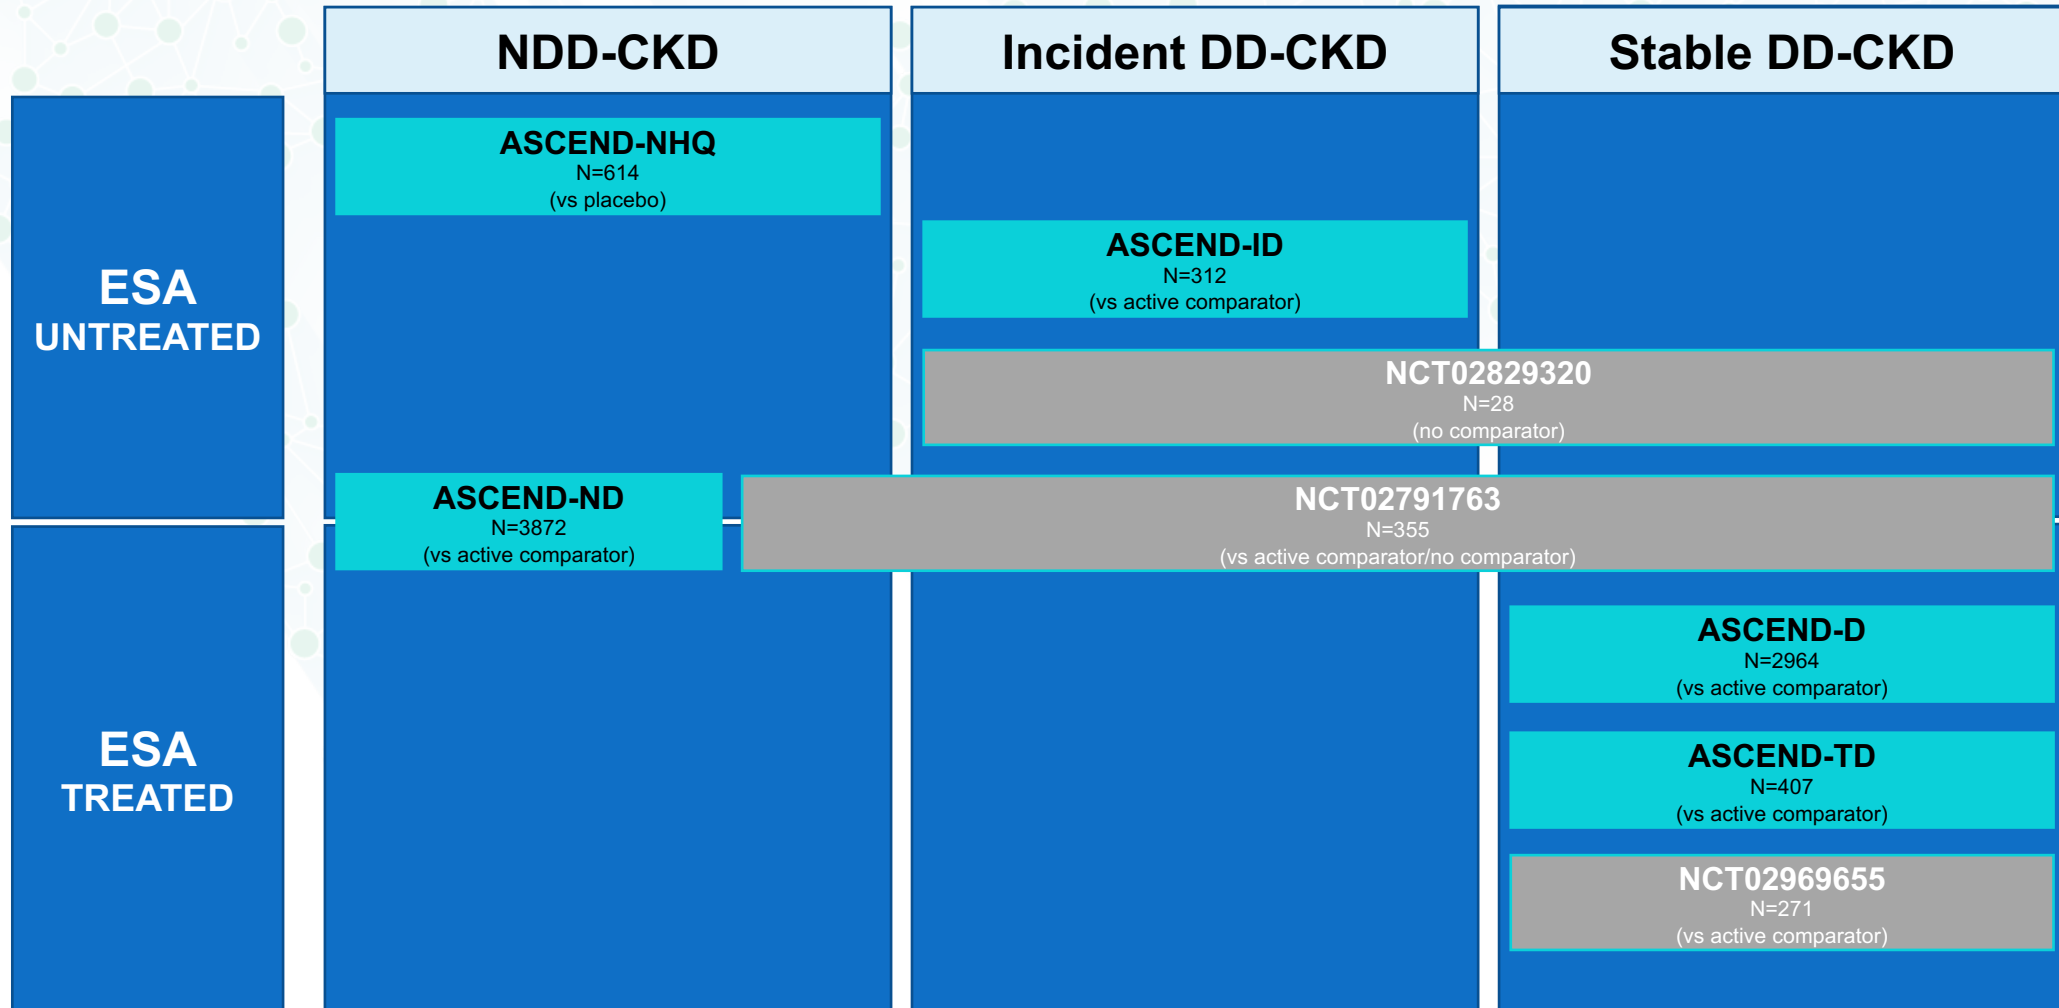 NDD-CKD
Incident DD-CKD
Stable DD-CKD
ESA
UNTREATED
ASCEND-NHQ
N=614
(vs placebo)
ASCEND-ID
N=312
(vs active comparator)
NCT02829320
N=28
(no comparator)
ASCEND-ND
N=3872
(vs active comparator)
NCT02791763
N=355
(vs active comparator/no comparator)
ESA
TREATED
ASCEND-D
N=2964
(vs active comparator)
ASCEND-TD
N=407
(vs active comparator)
NCT02969655
N=271
(vs active comparator)